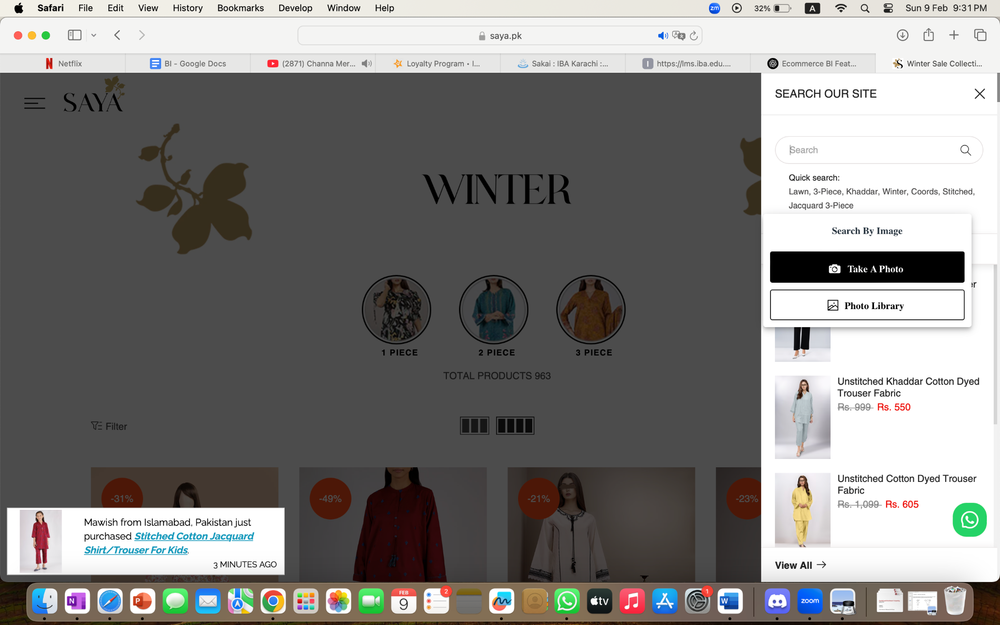 Safari File Edit View History Bookmarks Develop Window Help
zm 32% A Sun 9 Feb 9:31 PM
saya.pk
Netflix
BI - Google Docs
(2871) Channa Mer...
Loyalty Program • I...
Sakai : IBA Karachi :...
https://lms.iba.edu....
Ecommerce BI Feat...
Winter Sale Collecti...
SAYA
WINTER
1 PIECE
2 PIECE
3 PIECE
TOTAL PRODUCTS 963
Filter
-31%
-49%
-21%
-23%
Mawish from Islamabad, Pakistan just
purchased Stitched Cotton Jacquard
Shirt/Trouser For Kids.
3 MINUTES AGO
SEARCH OUR SITE
Search
Quick search:
Lawn, 3-Piece, Khaddar, Winter, Coords, Stitched,
Jacquard 3-Piece
Search By Image
Take A Photo
Photo Library
Unstitched Khaddar Cotton Dyed
Trouser Fabric
Rs. 999 Rs. 550
Unstitched Cotton Dyed Trouser
Fabric
Rs. 1,099 Rs. 605
View All
FEB
9
2
tv
1
W
zoom